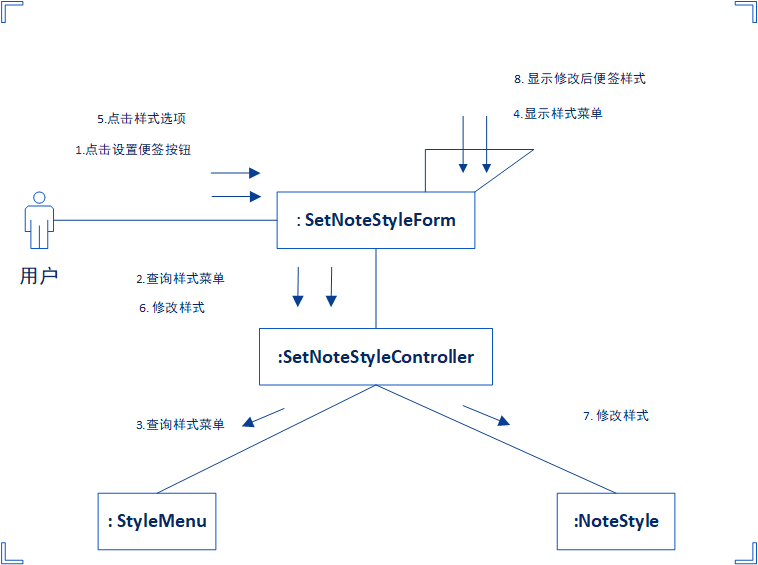 8. 显示修改后便签样式
5.点击样式选项
4.显示样式菜单
1.点击设置便签按钮
: SetNoteStyleForm
用户
2.查询样式菜单
6. 修改样式
:SetNoteStyleController
3.查询样式菜单
7. 修改样式
: StyleMenu
:NoteStyle